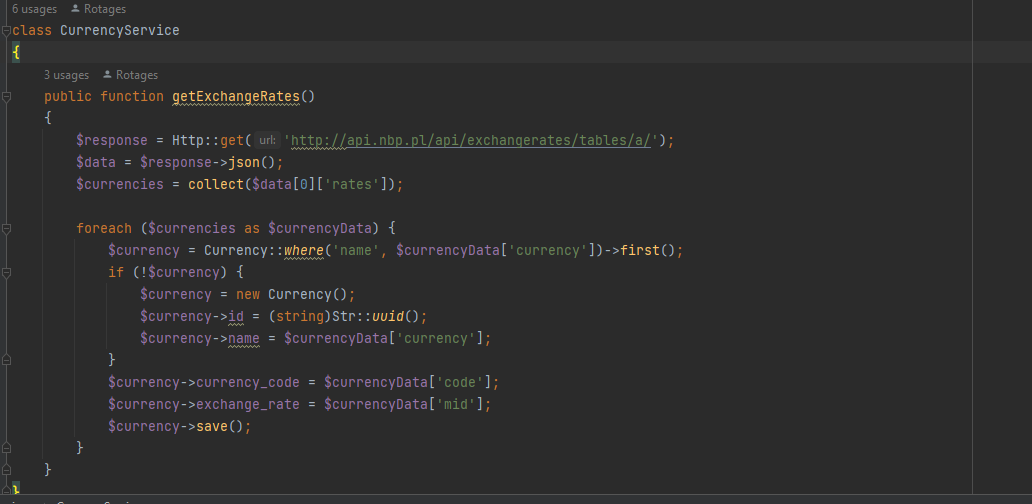 6 usages Rotages
class CurrencyService
{
3 usages Rotages
public function getExchangeRates()
{
$response = Http::get( url: 'http://api.nbp.pl/api/exchangerates/tables/a/');
$data = $response->json();
$currencies = collect($data[0]['rates']);
foreach ($currencies as $currencyData) {
$currency = Currency::where('name', $currencyData['currency'])->first();
if (!$currency) {
$currency = new Currency();
$currency->id = (string)Str::uuid();
$currency->name = $currencyData['currency'];
}
$currency->currency_code = $currencyData['code'];
$currency->exchange_rate = $currencyData['mid'];
$currency->save();
}
}
}